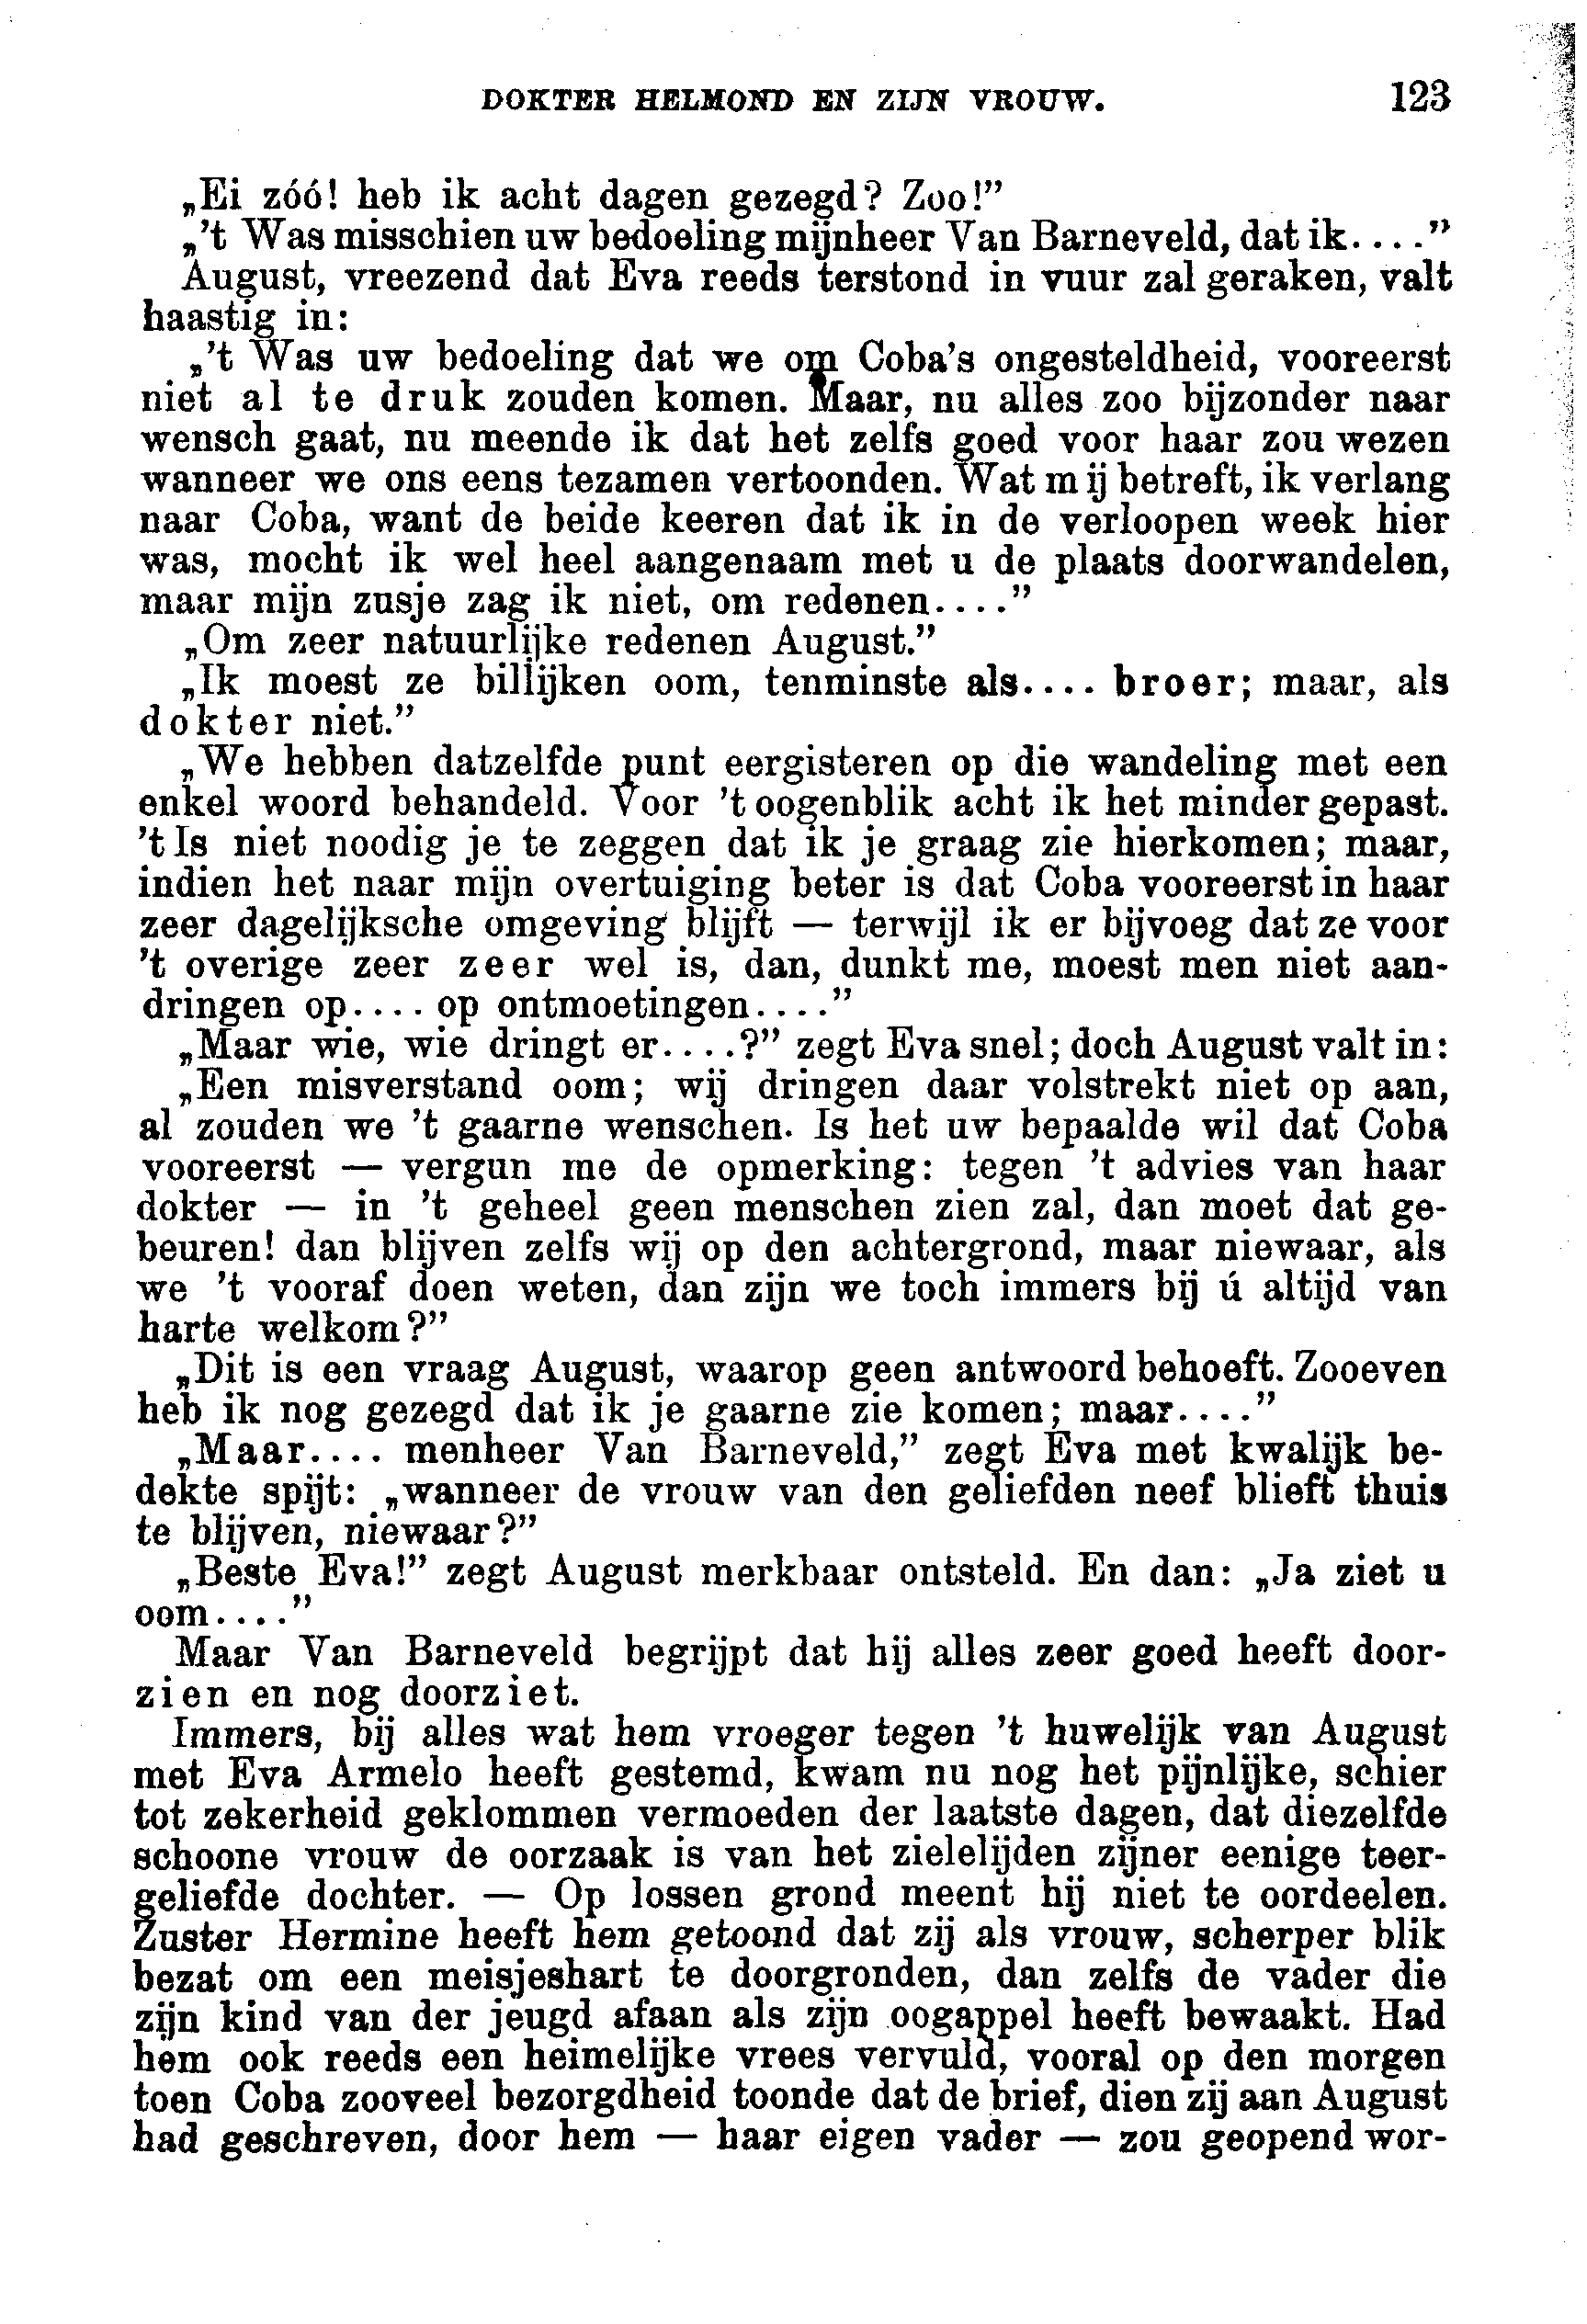 DOKTER HELMOND EN ZIJN VROUW. 123
„Ei zóó! heb ik acht dagen gezegd? Zoo!”
„'t Was misschien uw bedoeling mijnheer Van Barneveld, dat ik....”
August, vreezend dat Eva reeds terstond in vuur zal geraken, valt
haastig in:
„'t Was uw bedoeling dat we om Coba's ongesteldheid, vooreerst
niet al te druk zouden komen. Maar, nu alles zoo bijzonder naar
wensch gaat, nu meende ik dat het zelfs goed voor haar zou wezen
wanneer we ons eens tezamen vertoonden. Wat mij betreft, ik verlang
naar Coba, want de beide keeren dat ik in de verloopen week hier
was, mocht ik wel heel aangenaam met u de plaats doorwandelen,
maar mijn zusje zag ik niet, om redenen....”
„Om zeer natuurlijke redenen August.”
„Ik moest ze billijken oom, tenminste als.... broer; maar, als
dokter niet.”
„We hebben datzelfde punt eergisteren op die wandeling met een
enkel woord behandeld. Voor 't oogenblik acht ik het minder gepast.
't Is niet noodig je te zeggen dat ik je graag zie hierkomen; maar,
indien het naar mijn overtuiging beter is dat Coba vooreerst in haar
zeer dagelijksche omgeving blijft — terwijl ik er bijvoeg dat ze voor
't overige zeer zeer wel is, dan, dunkt me, moest men niet aan-
dringen op.... op ontmoetingen....”
„Maar wie, wie dringt er....?” zegt Eva snel; doch August valt in:
„Een misverstand oom; wij dringen daar volstrekt niet op aan,
al zouden we 't gaarne wenschen. Is het uw bepaalde wil dat Coba
vooreerst — vergun me de opmerking: tegen 't advies van haar
dokter — in 't geheel geen menschen zien zal, dan moet dat ge-
beuren! dan blijven zelfs wij op den achtergrond, maar niewaar, als
we 't vooraf doen weten, dan zijn we toch immers bij ú altijd van
harte welkom?”
„Dit is een vraag August, waarop geen antwoord behoeft. Zooeven
heb ik nog gezegd dat ik je gaarne zie komen; maar....”
„Maar.... menheer Van Barneveld,” zegt Eva met kwalijk be-
dekte spijt: „wanneer de vrouw van den geliefden neef blieft thuis
te blijven, niewaar?”
„Beste Eva!” zegt August merkbaar ontsteld. En dan: „Ja ziet u
oom....”
Maar Van Barneveld begrijpt dat hij alles zeer goed heeft door-
zien en nog doorziet.
Immers, bij alles wat hem vroeger tegen 't huwelijk van August
met Eva Armelo heeft gestemd, kwam nu nog het pijnlijke, schier
tot zekerheid geklommen vermoeden der laatste dagen, dat diezelfde
schoone vrouw de oorzaak is van het zielelijden zijner eenige teer-
geliefde dochter. — Op lossen grond meent hij niet te oordeelen.
Zuster Hermine heeft hem getoond dat zij als vrouw, scherper blik
bezat om een meisjeshart te doorgronden, dan zelfs de vader die
zijn kind van der jeugd afaan als zijn oogappel heeft bewaakt. Had
hem ook reeds een heimelijke vrees vervuld, vooral op den morgen
toen Coba zooveel bezorgdheid toonde dat de brief, dien zij aan August
had geschreven, door hem — haar eigen vader — zou geopend wor-